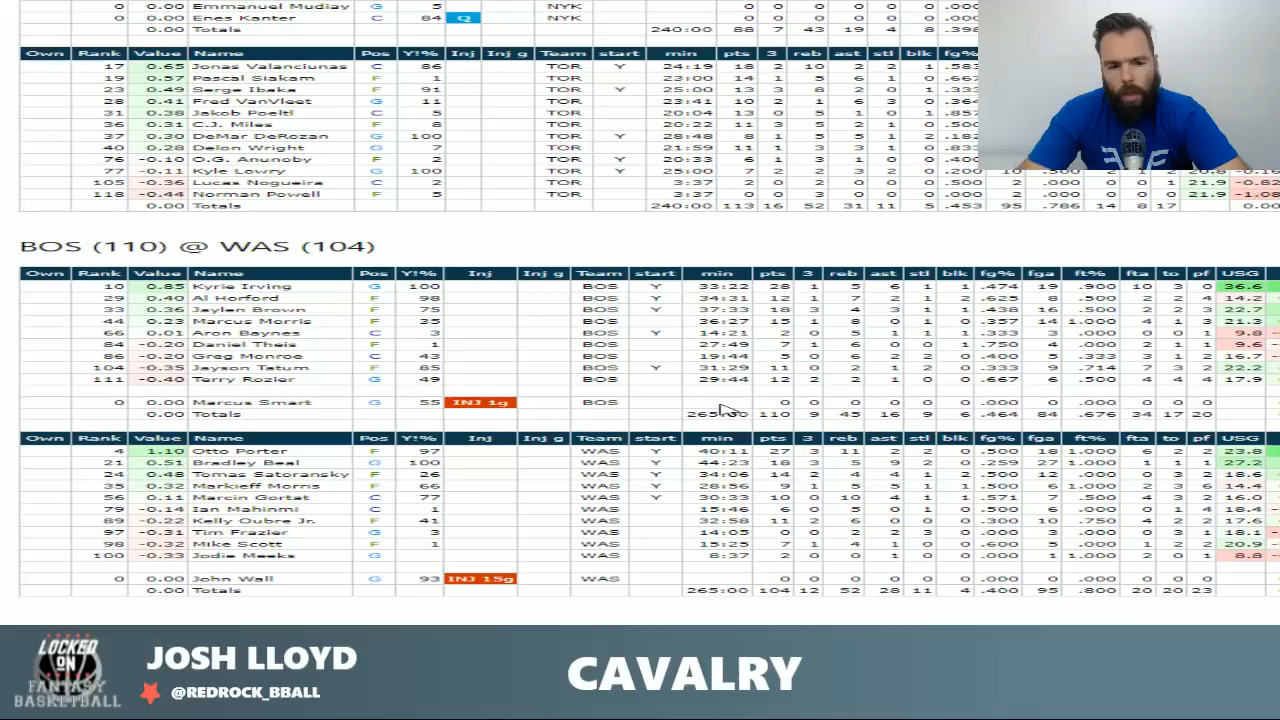 0 0.00 Emmanuel Mudiay G 5 NYK 0 0 0 0 0 0 .000
0 0.00 Enes Kanter C 84 Q NYK 0 0 0 0 0 0 .000
0.00 Totals 240:00 88 7 43 19 4 8 .398
Own Rank Value Name Pos Y!% Inj Inj g Team start min pts 3 reb ast stl blk fg%
17 0.65 Jonas Valanciunas C 86 TOR Y 24:19 18 2 10 2 2 1 .583
19 0.57 Pascal Siakam F 1 TOR 23:00 14 1 5 6 1 0 .667
23 0.49 Serge Ibaka F 91 TOR Y 25:00 13 3 8 2 0 1 .333
28 0.41 Fred VanVleet G 11 TOR 23:41 10 2 1 6 3 0 .364
31 0.38 Jakob Poeltl C 5 TOR 20:04 13 0 5 1 0 1 .857
36 0.31 C.J. Miles F 8 TOR 20:22 11 3 5 2 1 0 .500
37 0.30 DeMar DeRozan G 100 TOR Y 28:48 8 1 5 5 1 2 .182
40 0.28 Delon Wright G 7 TOR 21:59 11 1 3 3 1 0 .833
76 -0.10 O.G. Anunoby F 2 TOR Y 20:33 6 1 3 1 0 0 .400
77 -0.11 Kyle Lowry G 100 TOR Y 25:00 7 2 2 3 2 0 .200 10
105 -0.36 Lucas Nogueira C 2 TOR 3:37 2 0 2 0 0 0 .500 2 .000 0 0 1 21.9 -0.82
118 -0.44 Norman Powell F 5 TOR 3:37 0 0 3 0 0 0 .000 2 .000 0 0 0 21.9 -1.08
0.00 Totals 240:00 113 16 52 31 11 5 .453 95 .786 14 8 17 0.00
BOS (110) @ WAS (104)
Own Rank Value Name Pos Y!% Inj Inj g Team start min pts 3 reb ast stl blk fg% fga ft% fta to pf USG
10 0.85 Kyrie Irving G 100 BOS Y 33:22 28 1 5 6 1 1 .474 19 .900 10 3 0 36.6
29 0.40 Al Horford F 98 BOS Y 34:31 12 1 7 2 1 2 .625 8 .500 2 2 4 14.2
33 0.36 Jaylen Brown F 75 BOS Y 37:33 18 3 4 3 1 1 .438 16 .500 2 2 3 22.7
44 0.23 Marcus Morris F 35 BOS 36:27 15 1 8 0 1 0 .357 14 1.000 4 1 3 21.3
66 0.01 Aron Baynes C 3 BOS Y 14:21 2 0 5 1 1 1 .333 3 .000 0 0 1 9.8
84 -0.20 Daniel Theis F 1 BOS 27:49 7 1 6 0 0 1 .750 4 .000 2 1 1 9.6
86 -0.20 Greg Monroe C 43 BOS 19:44 5 0 6 2 2 0 .400 5 .333 3 1 2 16.7
104 -0.35 Jayson Tatum F 85 BOS Y 31:29 11 0 2 1 2 0 .333 9 .714 7 3 2 22.2
111 -0.40 Terry Rozier G 49 BOS 29:44 12 2 2 1 0 0 .667 6 .500 4 4 4 17.9
0 0.00 Marcus Smart G 55 INJ 1g BOS 0 0 0 0 0 0 .000 0 .000 0 0 0
0.00 Totals 110 9 45 16 9 6 .464 84 .676 34 17 20
Own Rank Value Name Pos Y!% Inj Inj g Team start min pts 3 reb ast stl blk fg% fga ft% fta to pf USG
4 1.10 Otto Porter F 97 WAS Y 40:11 27 3 11 2 2 0 .500 18 1.000 6 2 2 23.8
21 0.51 Bradley Beal G 100 WAS Y 44:23 18 3 5 9 2 0 .259 27 1.000 1 1 1 27.2
24 0.48 Tomas Satoransky F 26 WAS Y 34:06 14 2 4 4 1 2 .500 12 .000 0 3 2 18.6
35 0.32 Markieff Morris F 66 WAS Y 28:56 9 1 5 5 1 1 .500 7 1.000 2 3 6 14.4
56 0.11 Marcin Gortat C 77 WAS Y 30:33 10 0 10 4 1 1 .571 7 .500 4 3 2 16.0
79 -0.14 Ian Mahinmi C 1 WAS 15:46 6 0 5 0 1 0 .500 6 .000 0 1 4 18.4
89 -0.22 Kelly Oubre Jr. F 41 WAS 32:58 11 2 6 0 0 0 .300 10 .750 4 2 2 17.6
97 -0.31 Tim Frazier G 3 WAS 14:05 0 0 2 2 3 0 .000 3 .000 0 3 2 18.1
98 -0.32 Mike Scott F 1 WAS 15:25 7 1 4 1 0 0 .600 5 .000 1 2 2 20.9
100 -0.33 Jodie Meeks G WAS 8:37 2 0 0 1 0 0 .000 1 1.000 2 0 1 8.8
0 0.00 John Wall G 93 INJ 15g WAS 0 0 0 0 0 0 .000 0 .000 0 0 0
0.00 Totals 265:00 104 12 52 28 11 4 .400 95 .800 20 20 23
LOCKED ON FANTASY BASKETBALL
JOSH LLOYD
@REDROCK_BBALL
CAVALRY